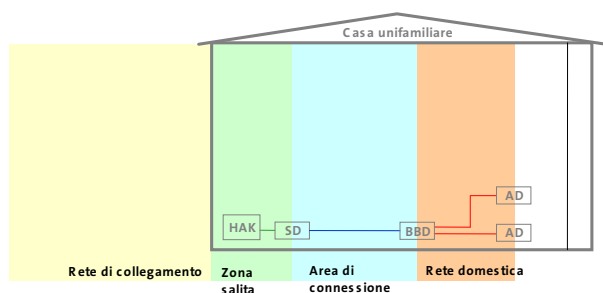 Casa unifamiliare
AD
HAK
SD
BBD
AD
Rete di collegamento
Zona
salita
Area di
connessione
Rete domestica